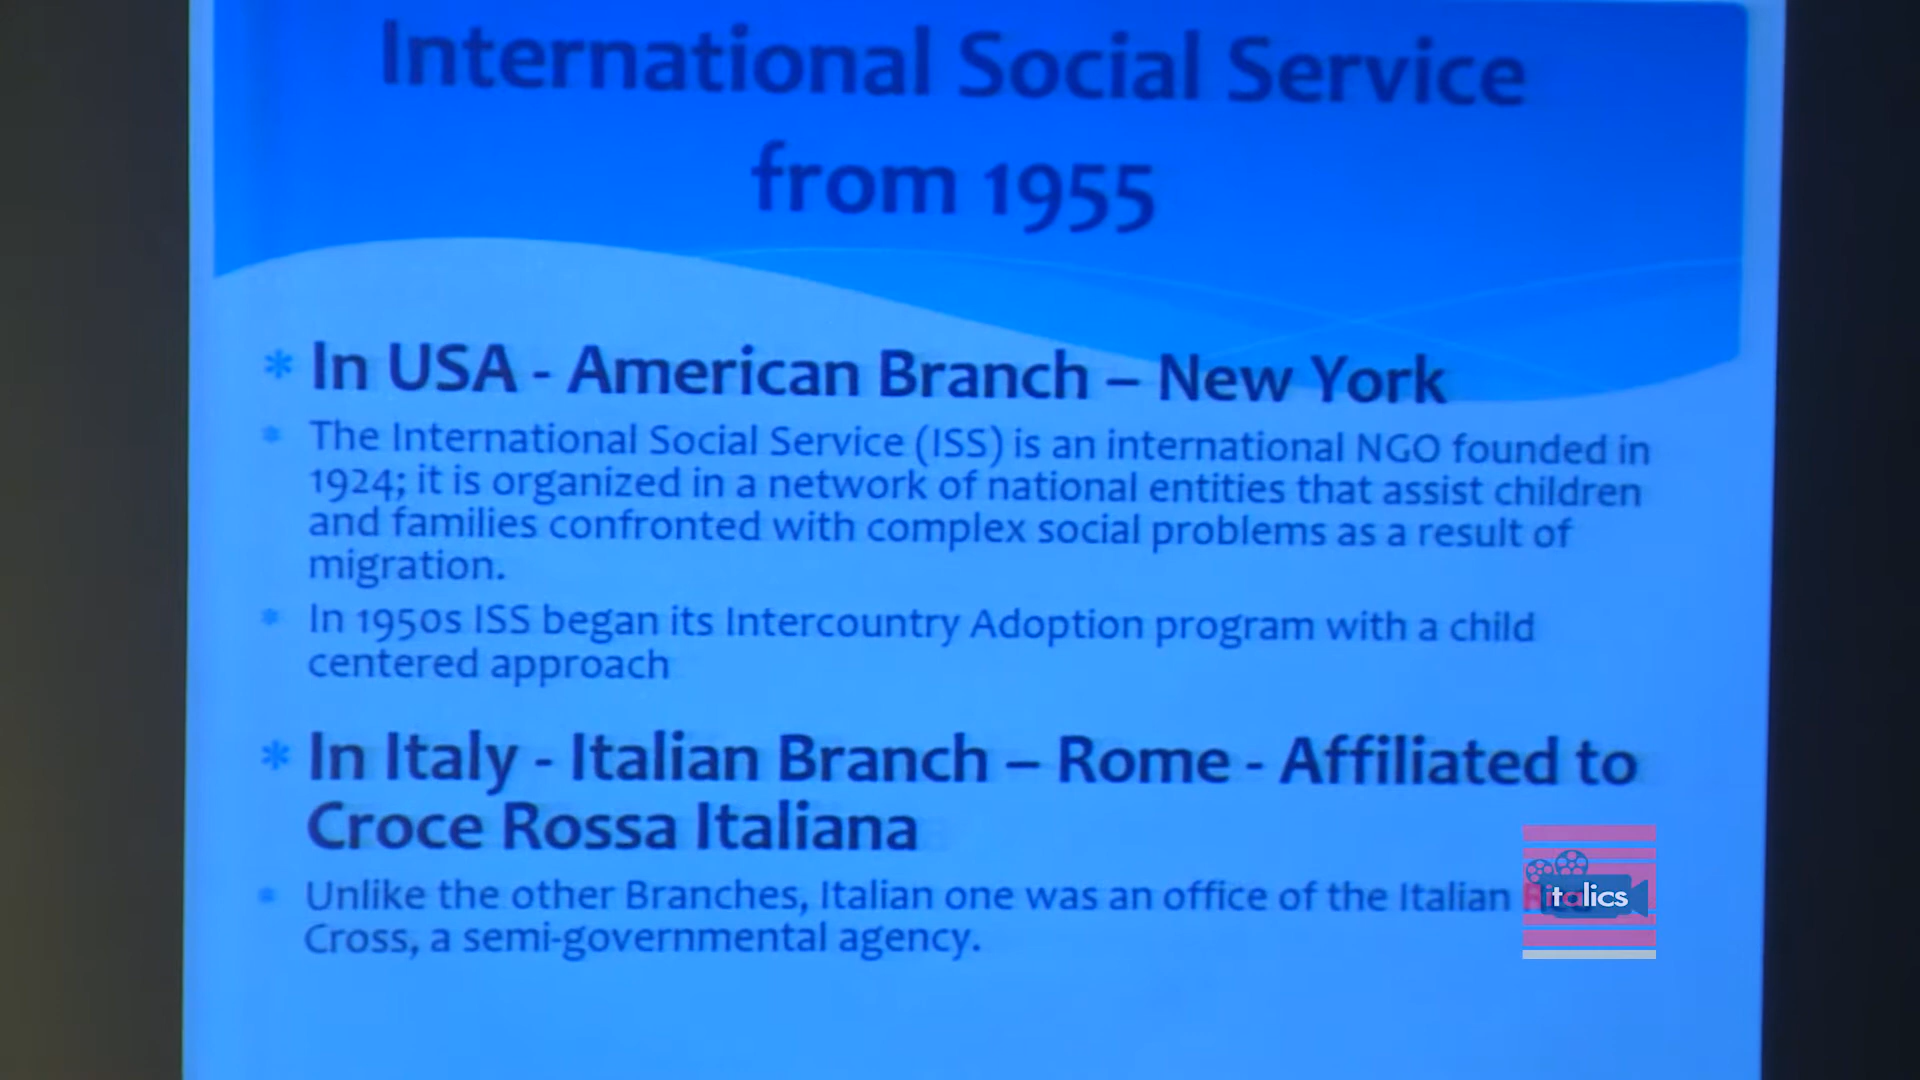 International Social Service
from 1955
* In USA - American Branch – New York
* The International Social Service (ISS) is an international NGO founded in
1924; it is organized in a network of national entities that assist children
and families confronted with complex social problems as a result of
migration.
* In 1950s ISS began its Intercountry Adoption program with a child
centered approach
* In Italy - Italian Branch – Rome - Affiliated to
Croce Rossa Italiana
* Unlike the other Branches, Italian one was an office of the Italian
Cross, a semi-governmental agency.
italics